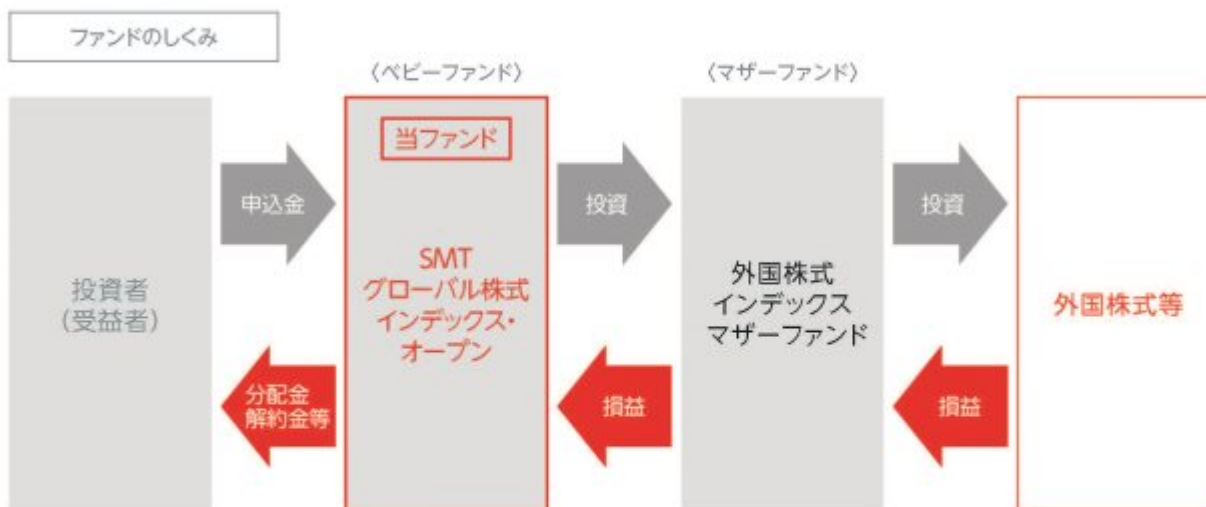 ファンドのしくみ
〈ベビーファンド〉
〈マザーファンド〉
投資者
（受益者）
申込金
分配金
解約金等
当ファンド
SMT
グローバル株式
インデックス・
オープン
投資
損益
外国株式
インデックス
マザーファンド
投資
損益
外国株式等